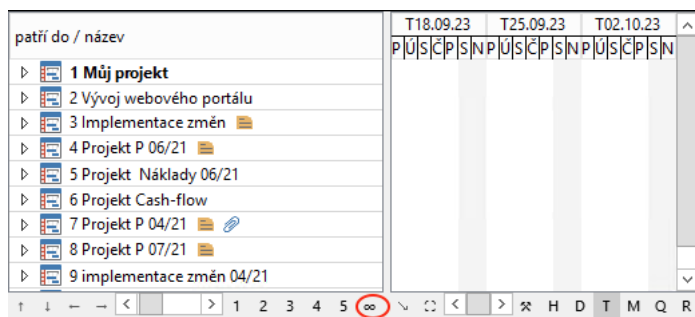 patří do / název
T18.09.23 T25.09.23 T02.10.23
P Ú S Č P S N P Ú S Č P S N P Ú S Č P S N
1 Můj projekt
2 Vývoj webového portálu
3 Implementace změn
4 Projekt P 06/21
5 Projekt Náklady 06/21
6 Projekt Cash-flow
7 Projekt P 04/21
8 Projekt P 07/21
9 implementace změn 04/21
↑ ↓ ← → < > 1 2 3 4 5 ∞ ↘ < > H D T M Q R